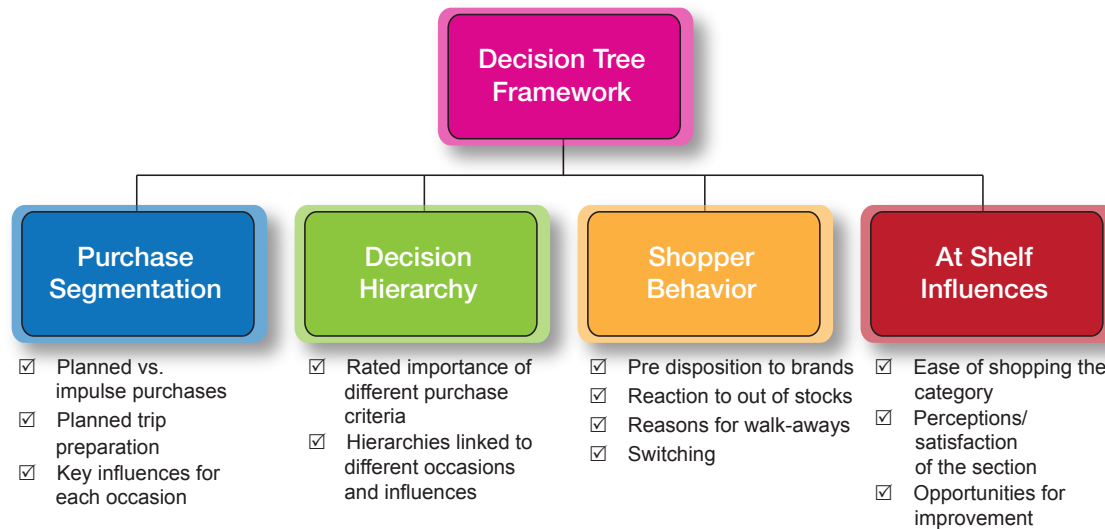 Decision Tree
Framework
Purchase
Segmentation
☑ Planned vs.
impulse purchases
☑ Planned trip
preparation
☑ Key influences for
each occasion
Decision
Hierarchy
☑ Rated importance of
different purchase
criteria
☑ Hierarchies linked to
different occasions
and influences
Shopper
Behavior
☑ Pre disposition to brands
☑ Reaction to out of stocks
☑ Reasons for walk-aways
☑ Switching
At Shelf
Influences
☑ Ease of shopping the
category
☑ Perceptions/
satisfaction
of the section
☑ Opportunities for
improvement